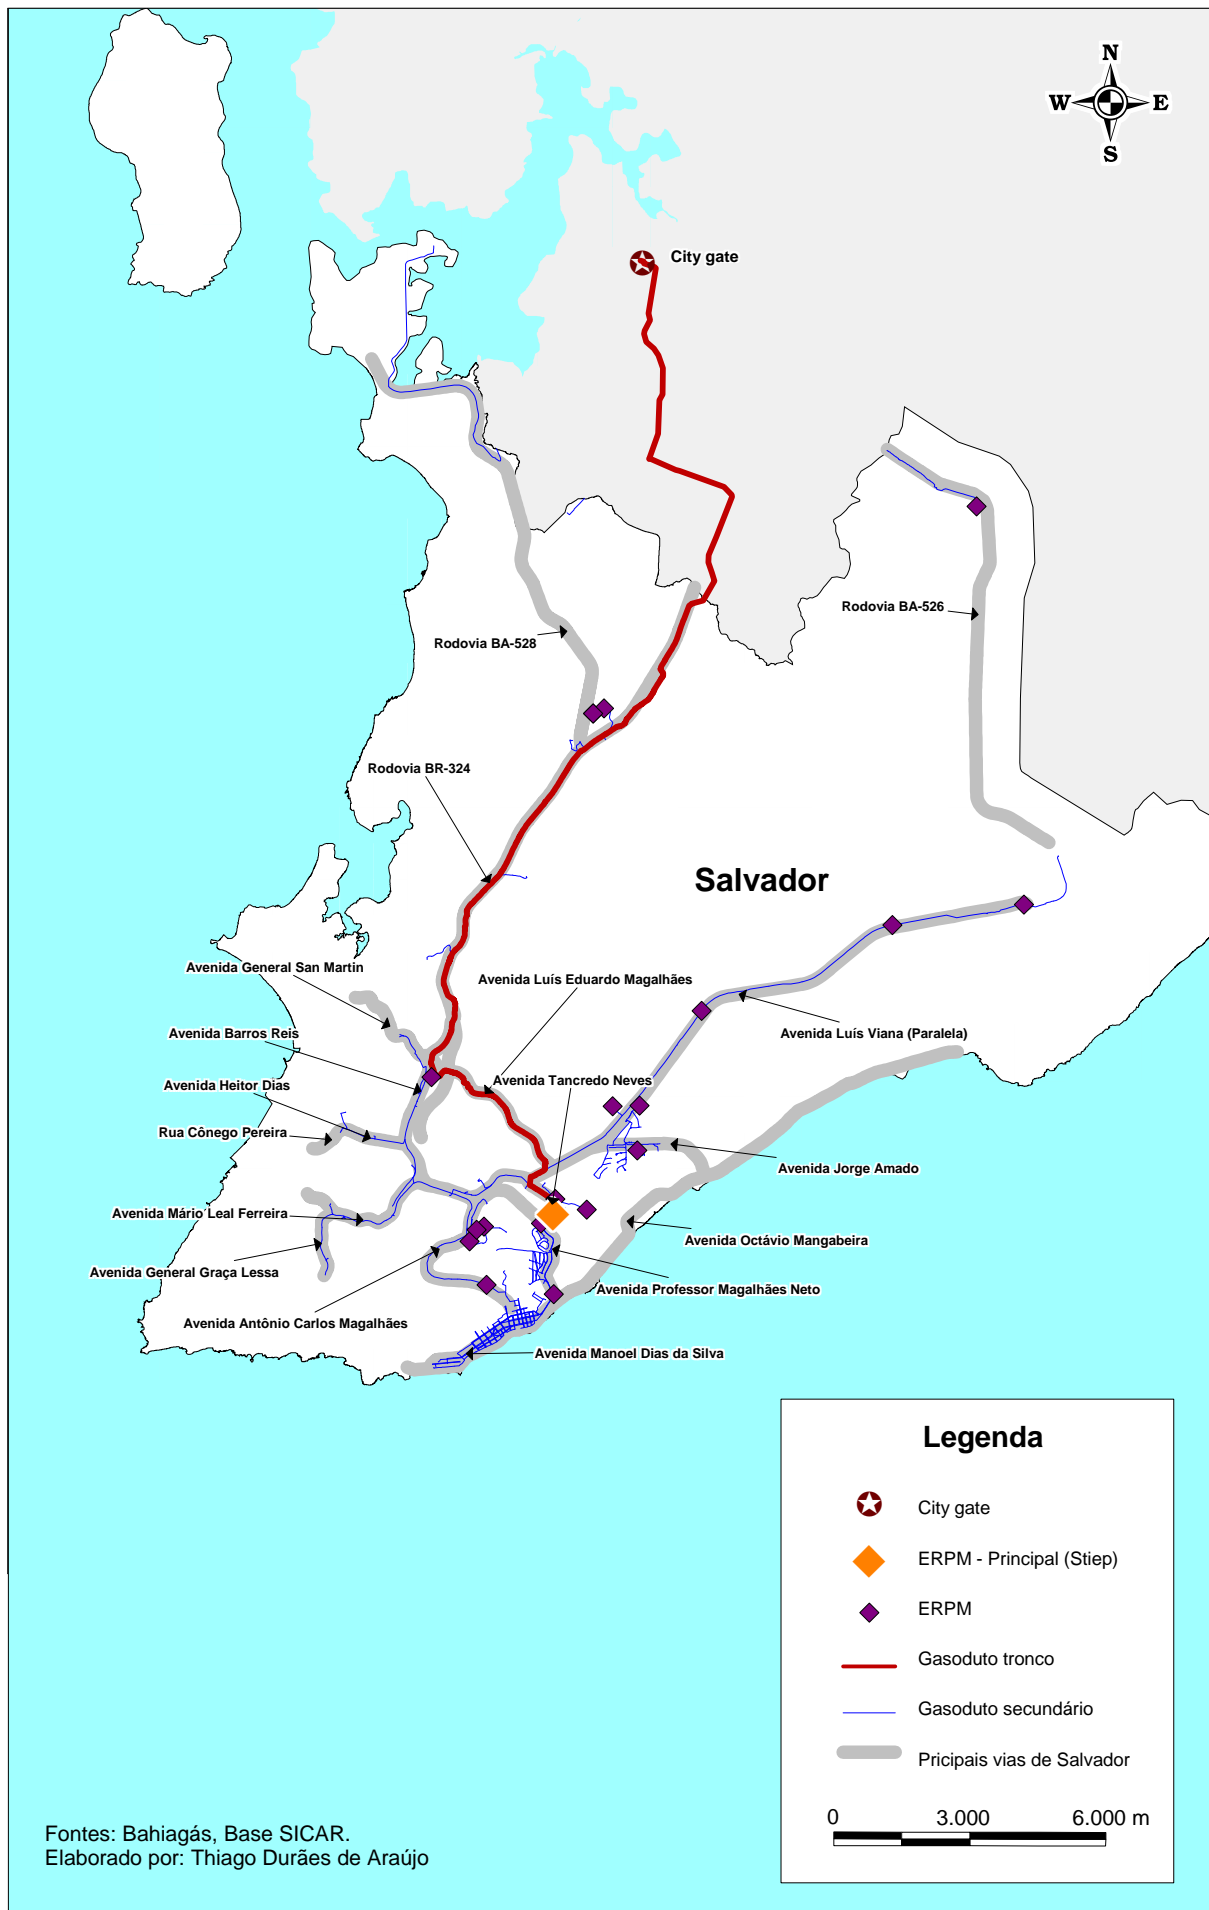 N
W
E
S
City gate
Rodovia BA-526
Rodovia BA-528
Rodovia BR-324
Salvador
Avenida General San Martin
Avenida Luís Eduardo Magalhães
Avenida Barros Reis
Avenida Luís Viana (Paralela)
Avenida Heitor Dias
Avenida Tancredo Neves
Rua Cônego Pereira
Avenida Jorge Amado
Avenida Mário Leal Ferreira
Avenida Octávio Mangabeira
Avenida General Graça Lessa
Avenida Professor Magalhães Neto
Avenida Antônio Carlos Magalhães
Avenida Manoel Dias da Silva
Legenda
City gate
ERPM - Principal (Stiep)
ERPM
Gasoduto tronco
Gasoduto secundário
Pricipais vias de Salvador
0 3.000 6.000 m
Fontes: Bahiagás, Base SICAR.
Elaborado por: Thiago Durães de Araújo